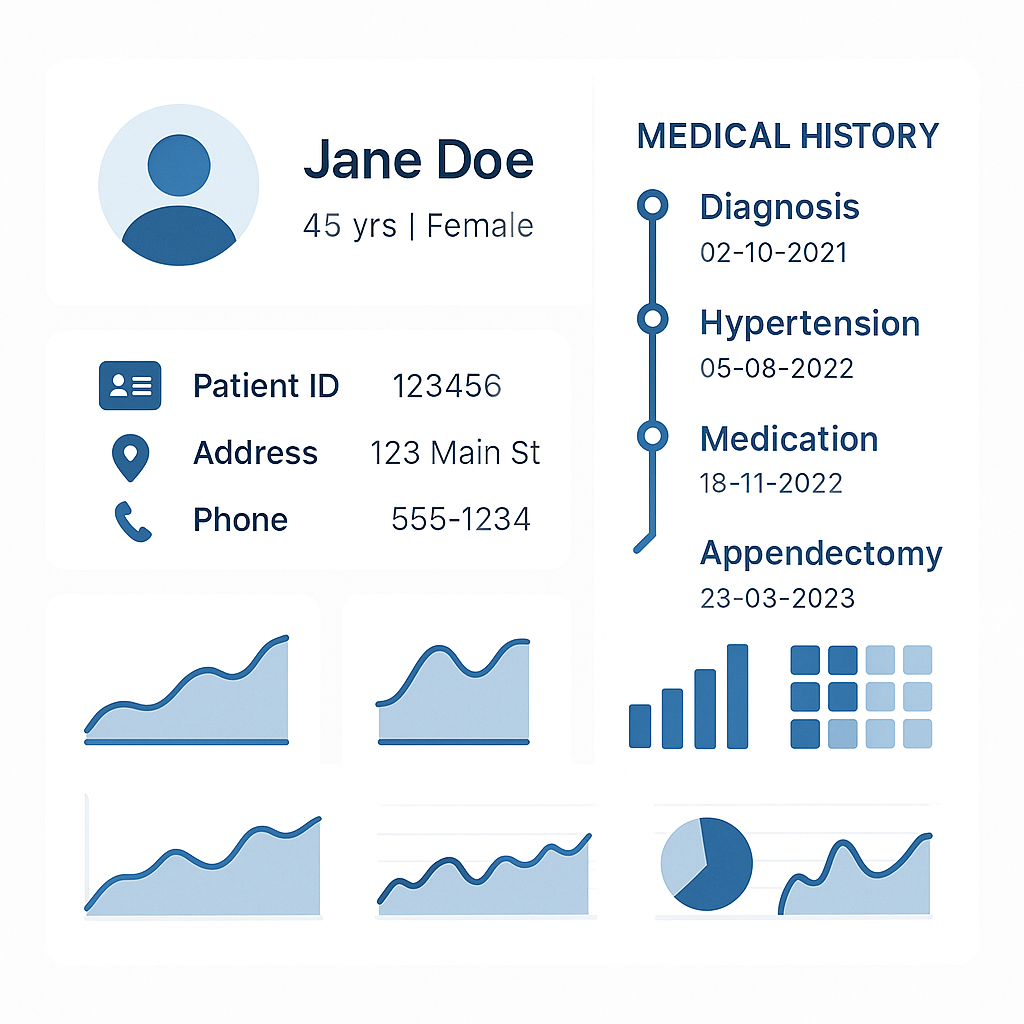 Jane Doe
45 yrs | Female
Patient ID 123456
Address 123 Main St
Phone 555-1234
MEDICAL HISTORY
Diagnosis
02-10-2021
Hypertension
05-08-2022
Medication
18-11-2022
Appendectomy
23-03-2023